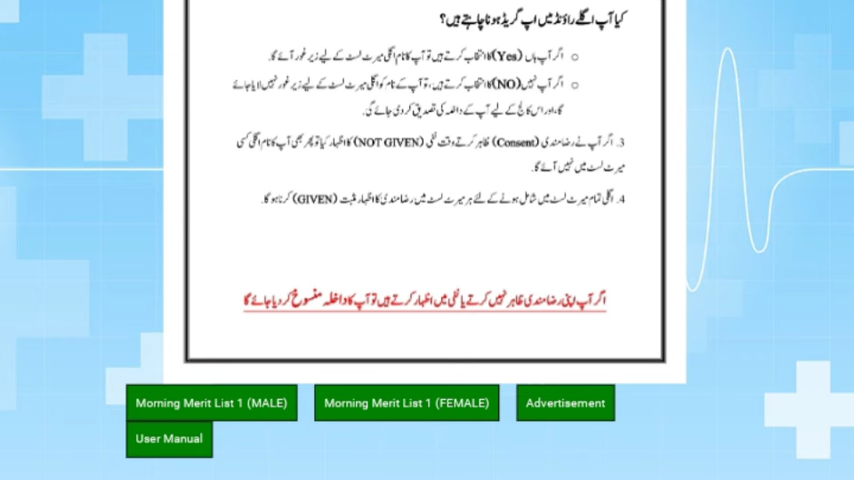 کیا آپ اگلے راؤنڈ میں اپ گریڈ ہونا چاہتے ہیں؟
○ اگر آپ ہاں (Yes) کا انتخاب کرتے ہیں تو آپ کا نام اگلی میرٹ لسٹ کے لیے زیر غور آئے گا۔
○ اگر آپ نہیں (NO) کا انتخاب کرتے ہیں، تو آپ کے نام کو اگلی میرٹ لسٹ کے لیے زیر غور نہیں لایا جائے
گا، اور اس کالج کے لیے آپ کے داخلہ کی تصدیق کر دی جائے گی۔
3. اگر آپ نے رضامندی (Consent) ظاہر کرتے وقت نفی (NOT GIVEN) کا اظہار کیا تو پھر بھی آپ کا نام اگلی کسی
میرٹ لسٹ میں نہیں آئے گا۔
4. اگلی تمام میرٹ لسٹ میں شامل ہونے کے لئے ہر میرٹ لسٹ میں رضامندی کا اظہار مثبت (GIVEN) کرنا ہو گا۔
اگر آپ اپنی رضامندی ظاہر نہیں کرتے یا نفی میں اظہار کرتے ہیں تو آپ کا داخلہ منسوخ کر دیا جائے گا
Morning Merit List 1 (MALE)
Morning Merit List 1 (FEMALE)
Advertisement
User Manual